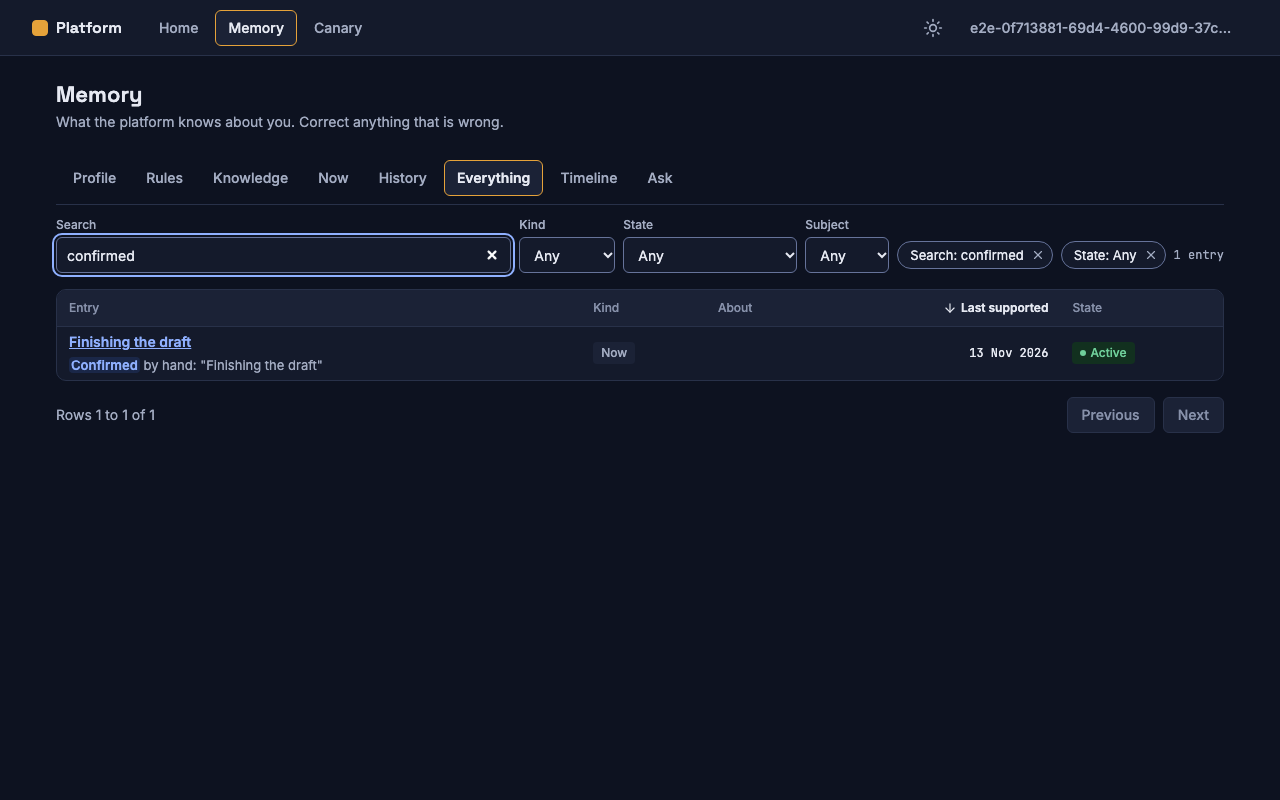 Platform Home Memory Canary e2e-0f713881-69d4-4600-99d9-37c...
Memory
What the platform knows about you. Correct anything that is wrong.
Profile Rules Knowledge Now History Everything Timeline Ask
Search Kind State Subject
confirmed × Any Any Any Search: confirmed × State: Any × 1 entry
Entry Kind About ↓ Last supported State
Finishing the draft
Confirmed by hand: "Finishing the draft" Now 13 Nov 2026 Active
Rows 1 to 1 of 1 Previous Next